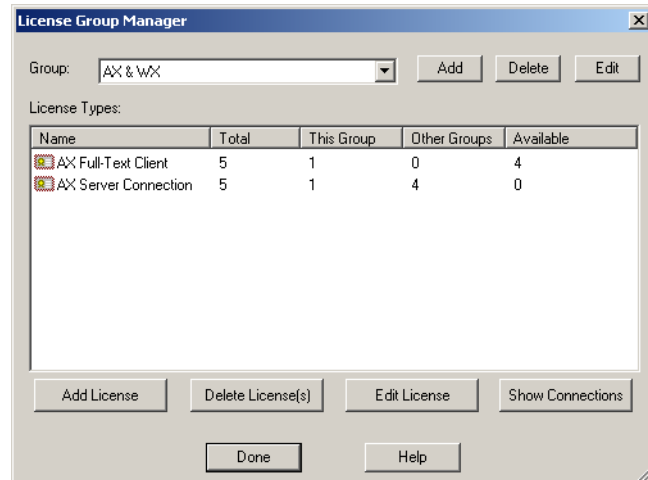 License Group Manager
Group: AX & WX Add Delete Edit
License Types:
Name Total This Group Other Groups Available
AX Full-Text Client 5 1 0 4
AX Server Connection 5 1 4 0
Add License Delete License(s) Edit License Show Connections
Done Help